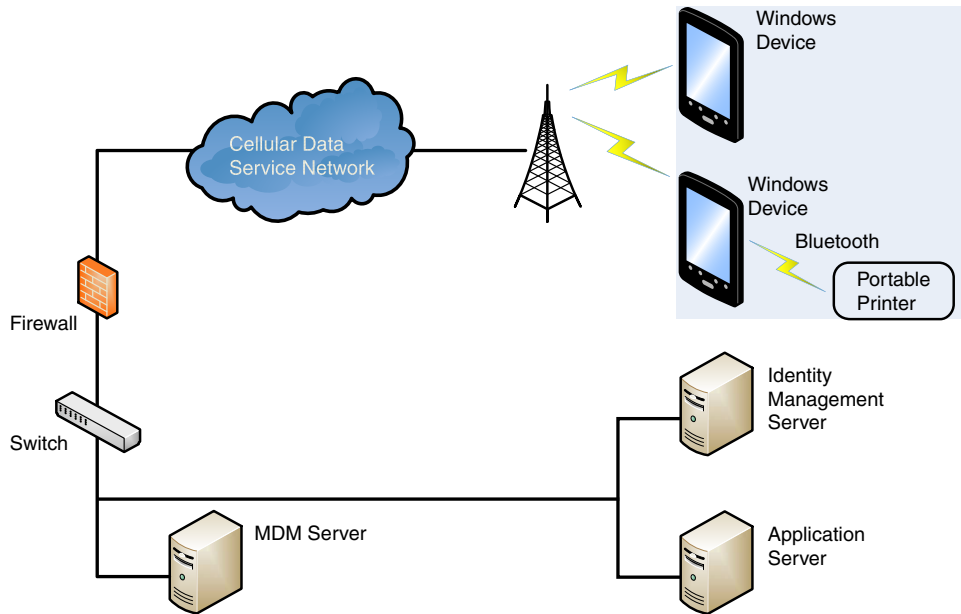 Windows
Device
Cellular Data
Service Network
Windows
Device
Bluetooth
Portable
Printer
Firewall
Identity
Management
Server
Switch
MDM Server
Application
Server